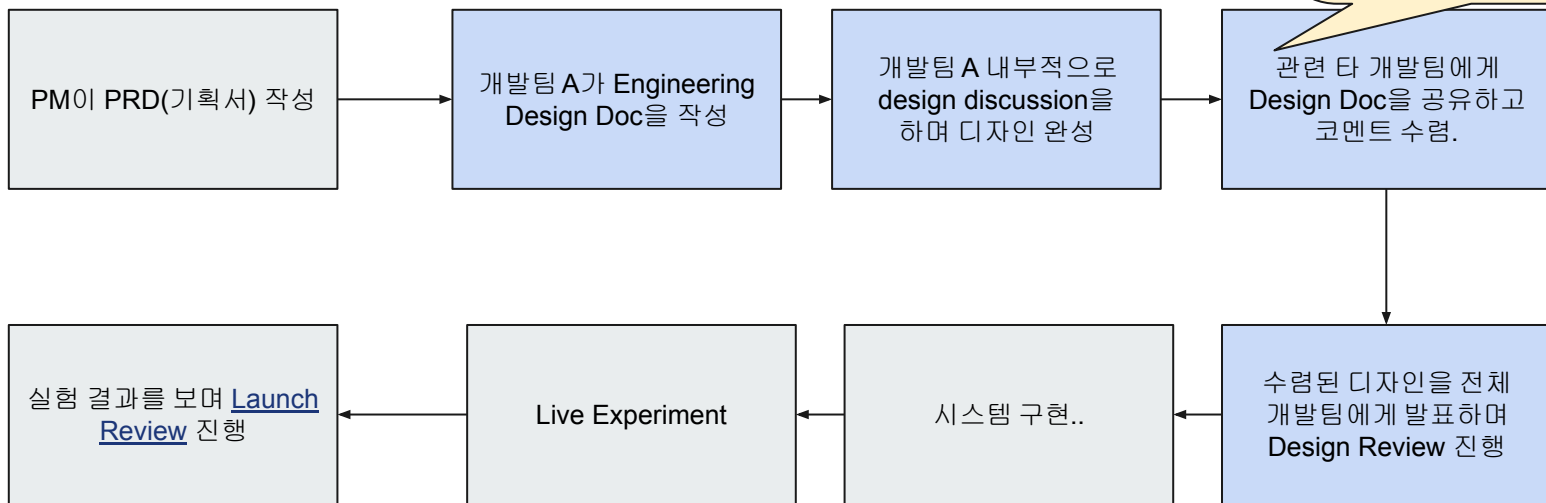 PM이 PRD(기획서) 작성
개발팀 A가 Engineering
Design Doc을 작성
개발팀 A 내부적으로
design discussion을
하며 디자인 완성
관련 타 개발팀에게
Design Doc을 공유하고
코멘트 수렴.
수렴된 디자인을 전체
개발팀에게 발표하며
Design Review 진행
시스템 구현..
Live Experiment
실험 결과를 보며 Launch
Review 진행